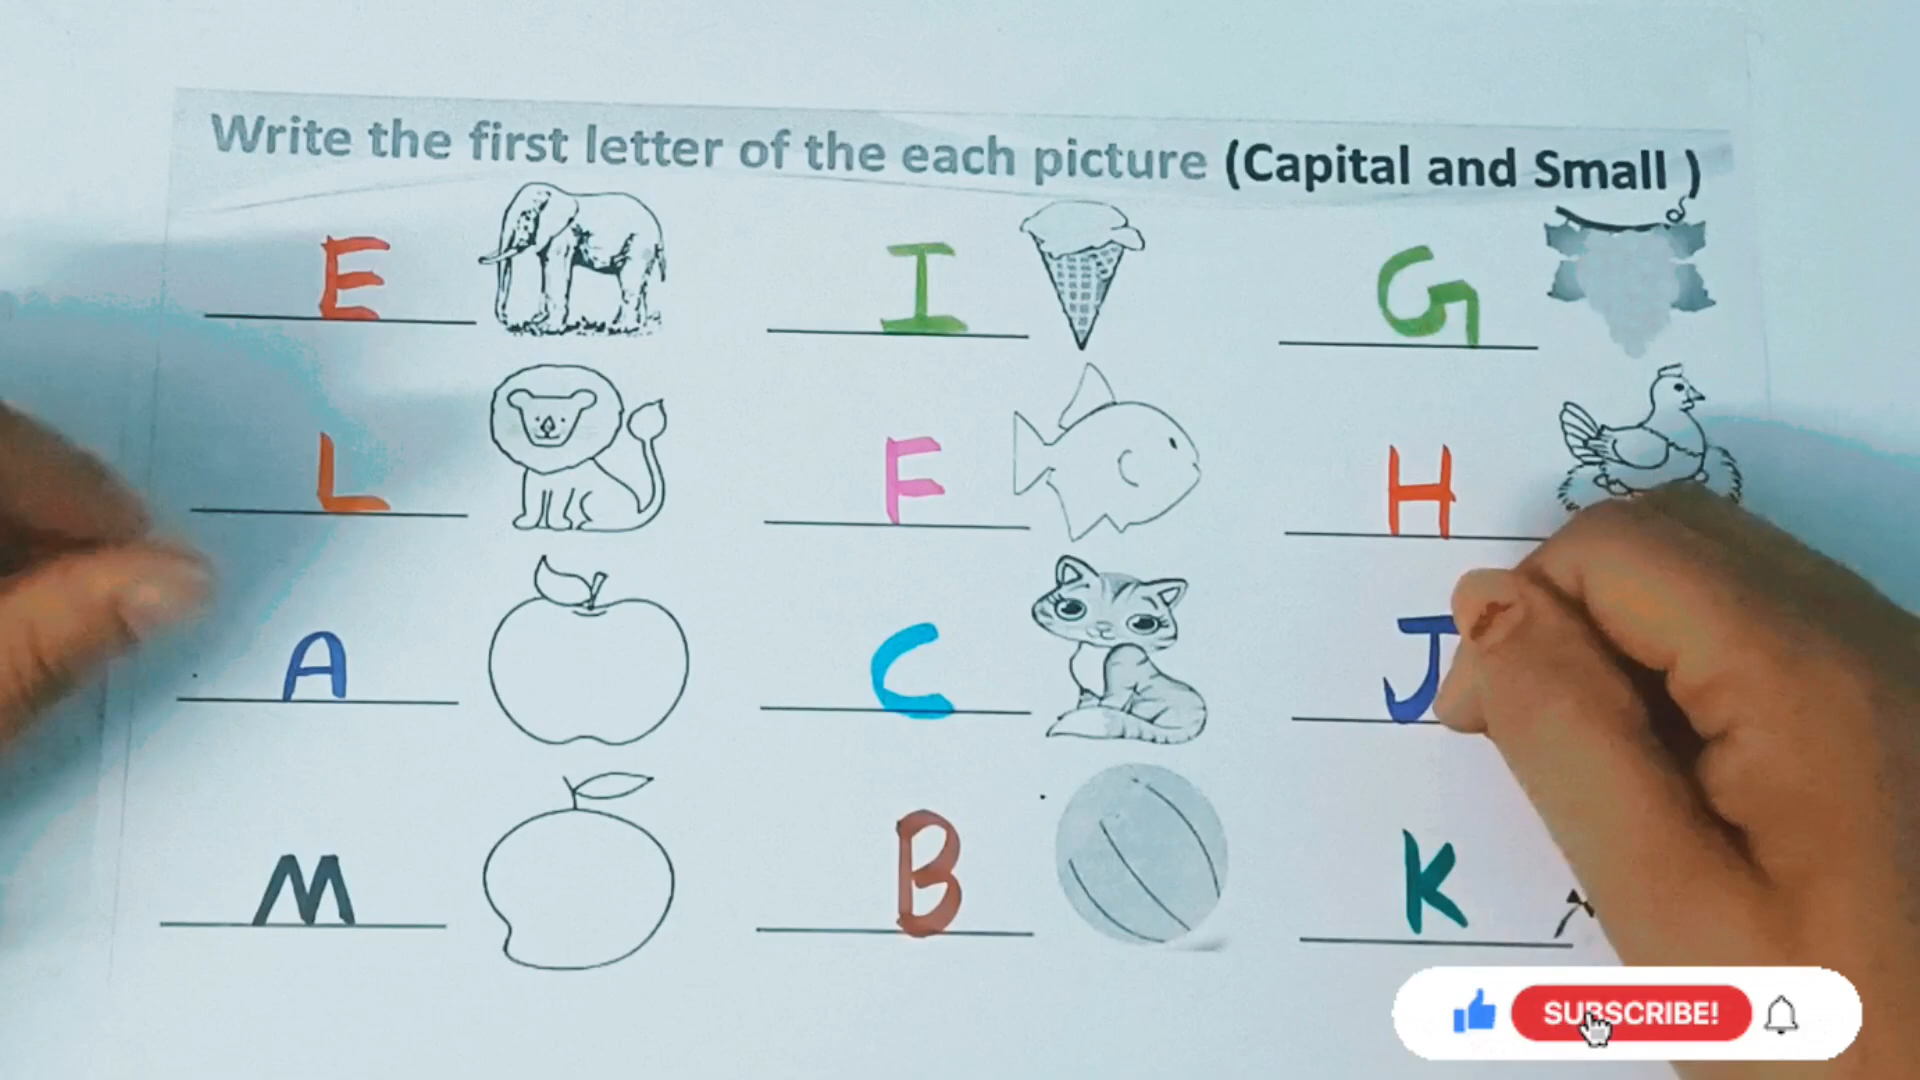 Write the first letter of the each picture (Capital and Small )
E I G
L F H
A C J
M B K
SUBSCRIBE!